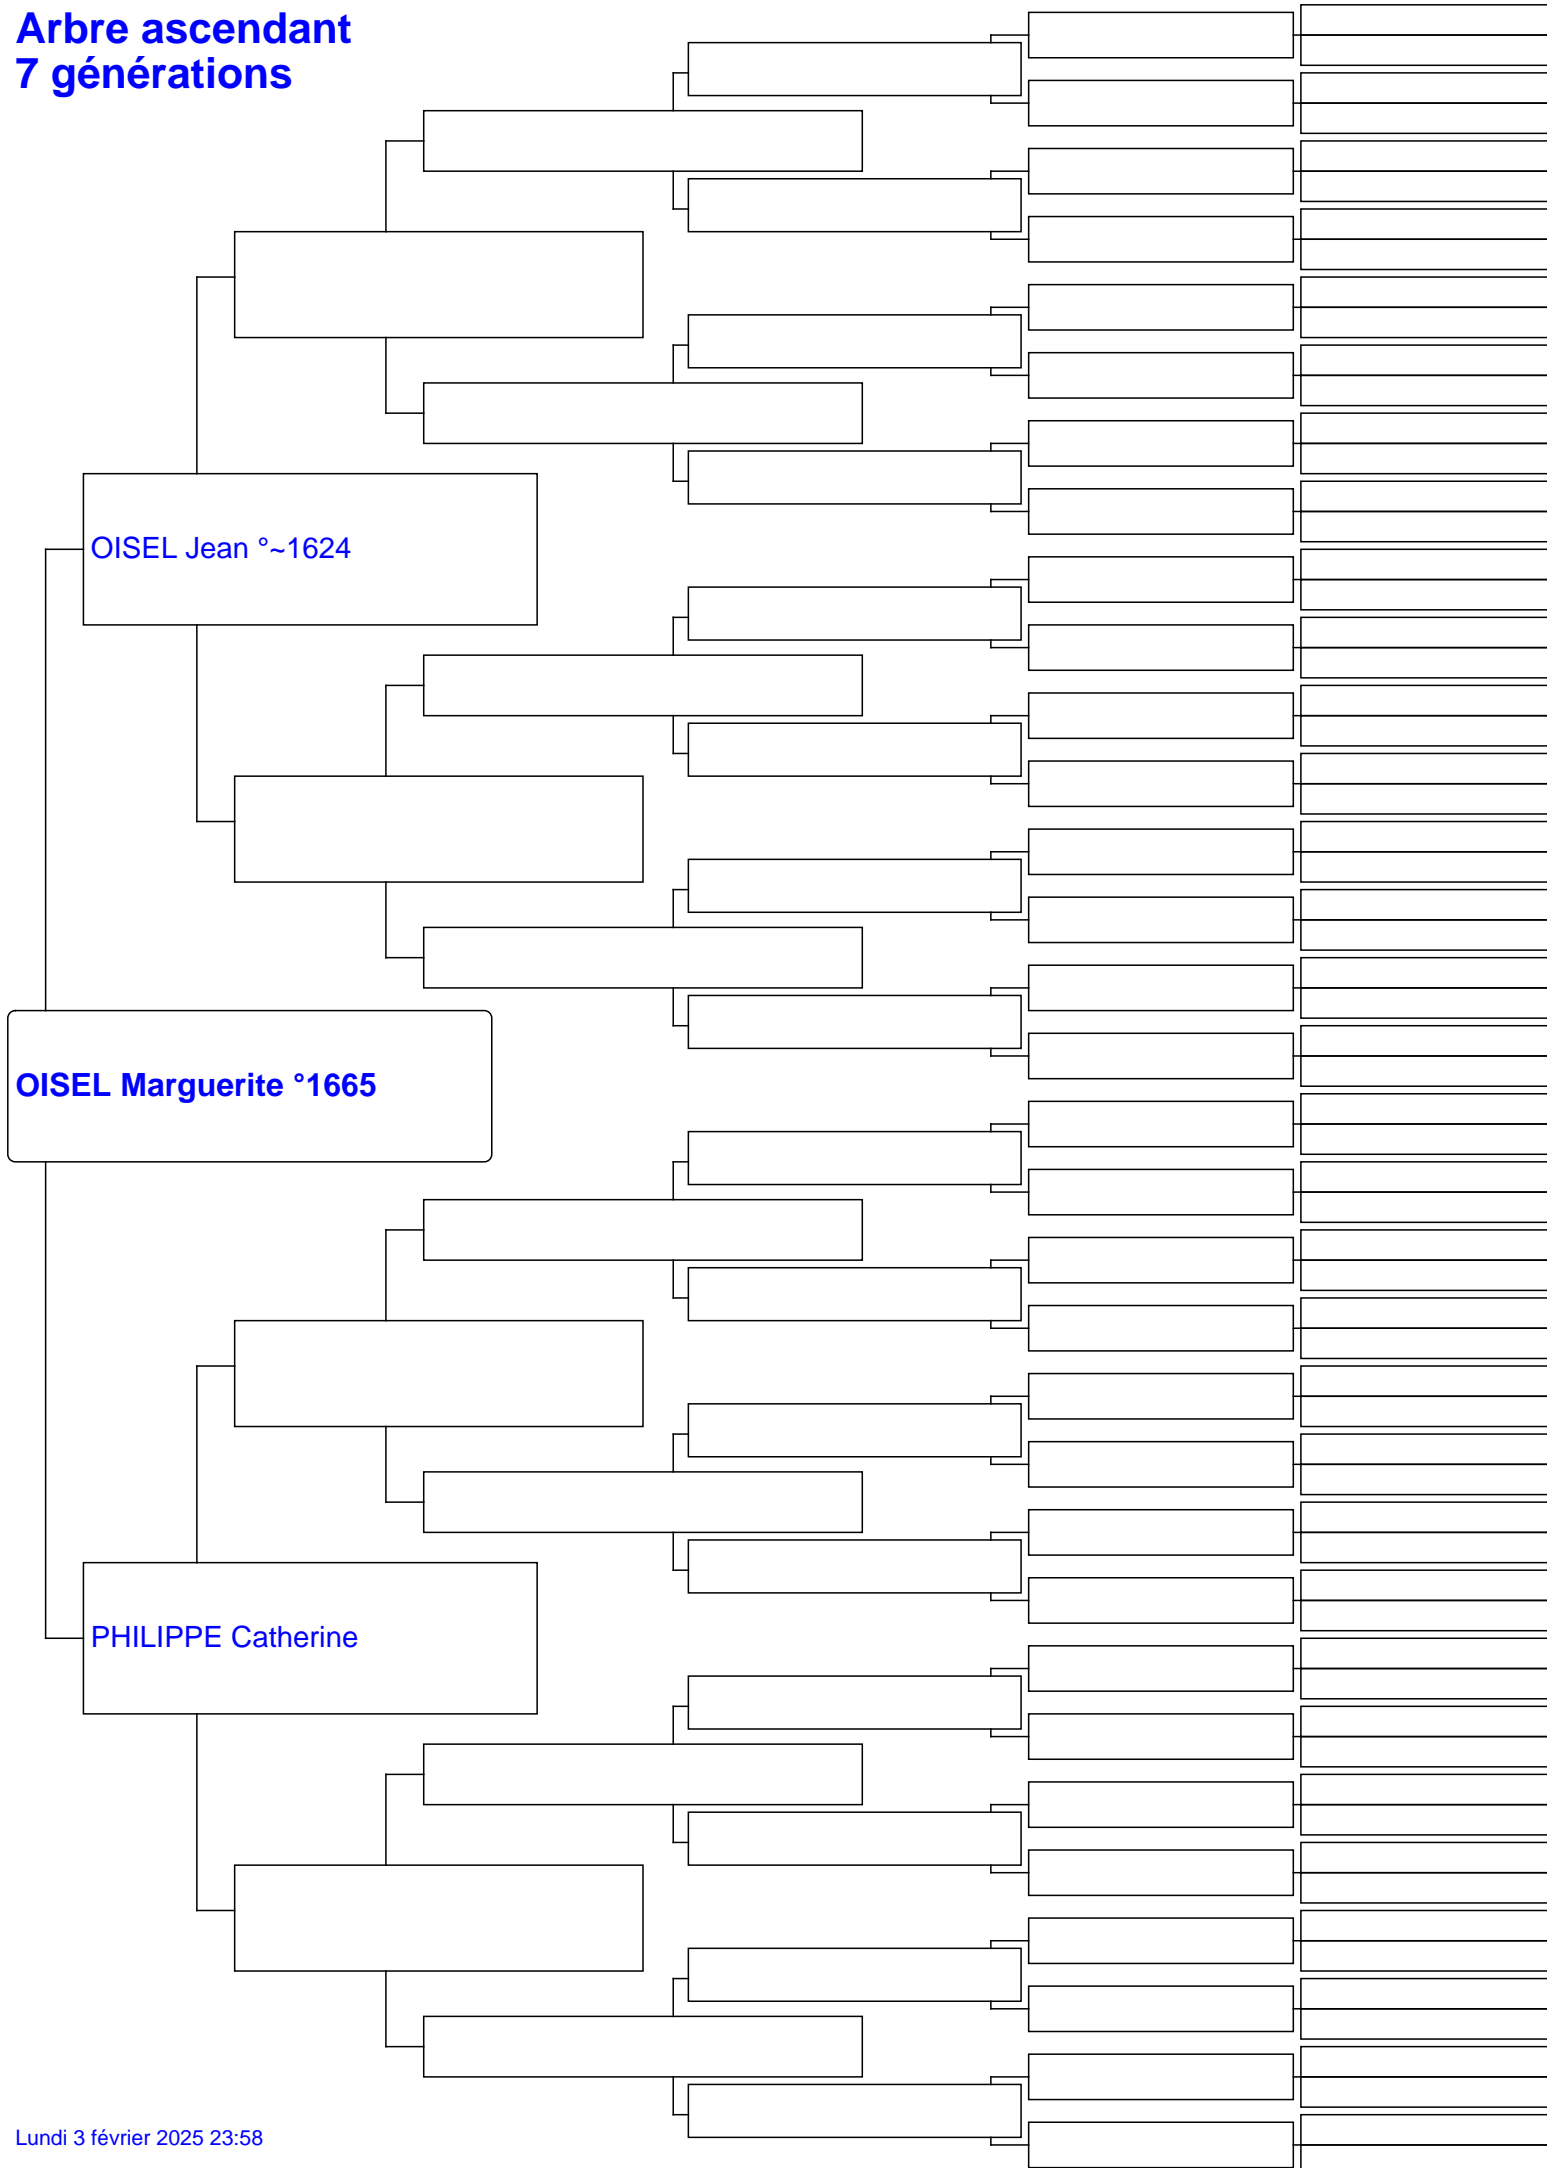 Arbre ascendant
7 générations
OISEL Jean °~1624
OISEL Marguerite °1665
PHILIPPE Catherine
Lundi 3 février 2025 23:58